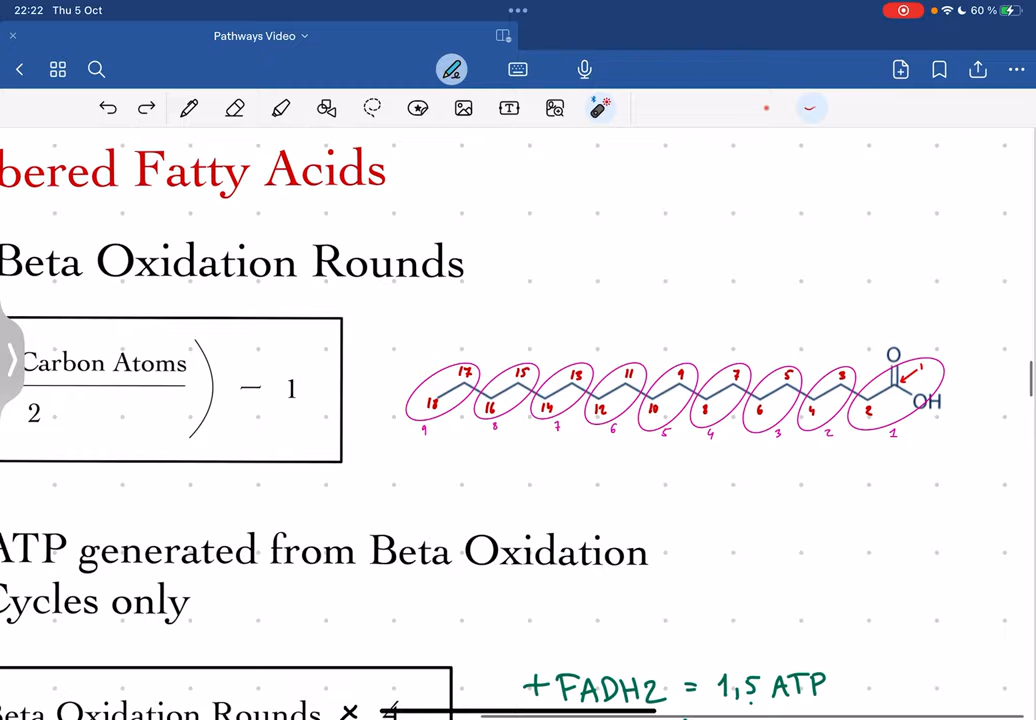 22:22 Thu 5 Oct
60 %
Pathways Video
bered Fatty Acids
Beta Oxidation Rounds
Carbon Atoms
2
− 1
O
OH
17 15 13 11 9 7 5 3 1
18 16 14 12 10 8 6 4 2
9 8 7 6 5 4 3 2 1
ATP generated from Beta Oxidation
Cycles only
+ FADH2 = 1,5 ATP
Beta Oxidation Rounds × 4